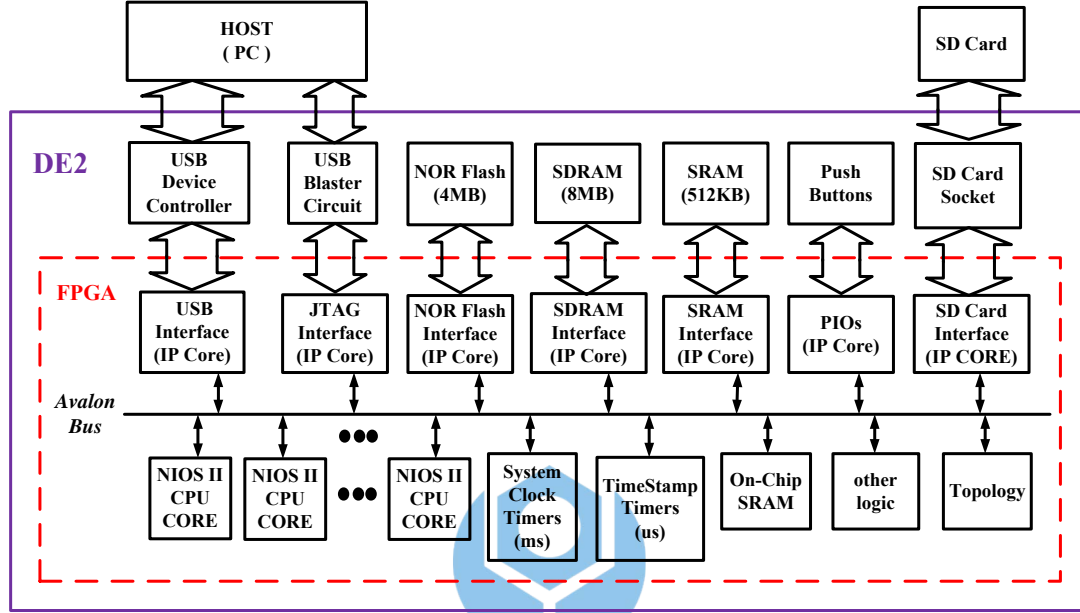 HOST
( PC )
SD Card
DE2
USB
Device
Controller
USB
Blaster
Circuit
NOR Flash
(4MB)
SDRAM
(8MB)
SRAM
(512KB)
Push
Buttons
SD Card
Socket
FPGA
USB
Interface
(IP Core)
JTAG
Interface
(IP Core)
NOR Flash
Interface
(IP Core)
SDRAM
Interface
(IP Core)
SRAM
Interface
(IP Core)
PIOs
(IP Core)
SD Card
Interface
(IP CORE)
Avalon
Bus
NIOS II
CPU
CORE
NIOS II
CPU
CORE
NIOS II
CPU
CORE
System
Clock
Timers
(ms)
TimeStamp
Timers
(us)
On-Chip
SRAM
other
logic
Topology